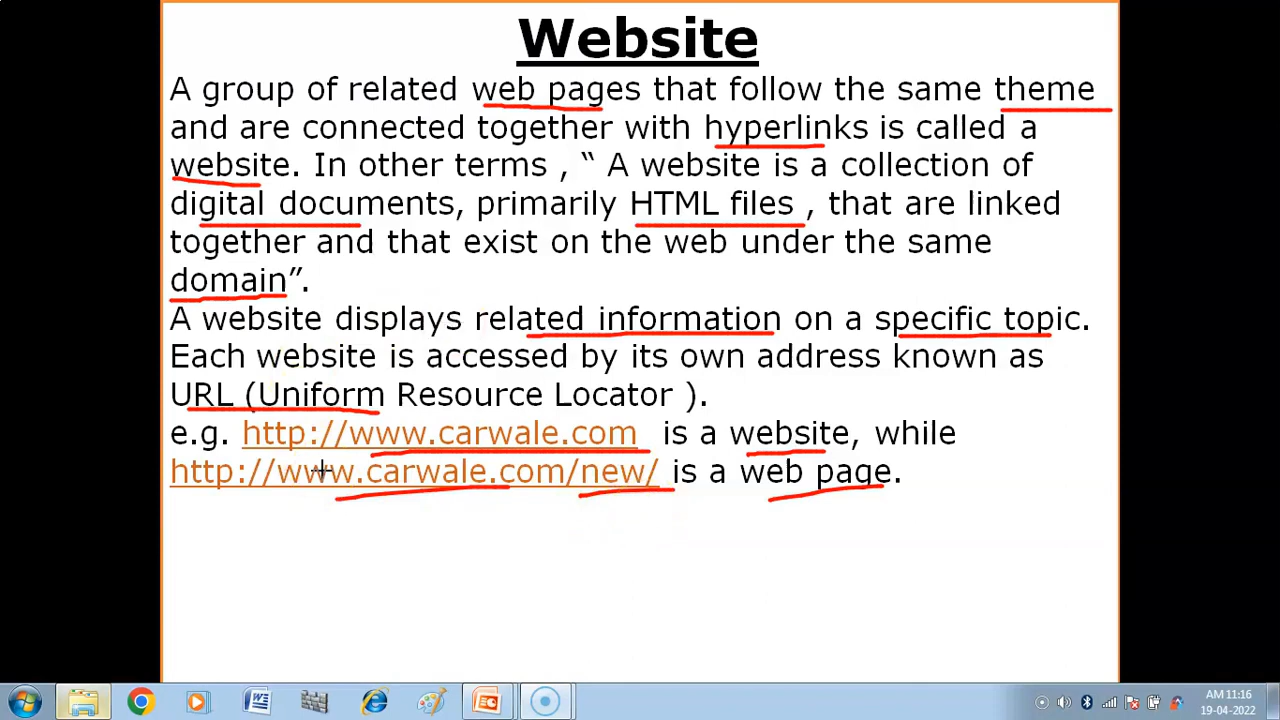 Website
A group of related web pages that follow the same theme
and are connected together with hyperlinks is called a
website. In other terms , “ A website is a collection of
digital documents, primarily HTML files , that are linked
together and that exist on the web under the same
domain”.
A website displays related information on a specific topic.
Each website is accessed by its own address known as
URL (Uniform Resource Locator ).
e.g. http://www.carwale.com is a website, while
http://www.carwale.com/new/ is a web page.
AM 11:16
19-04-2022